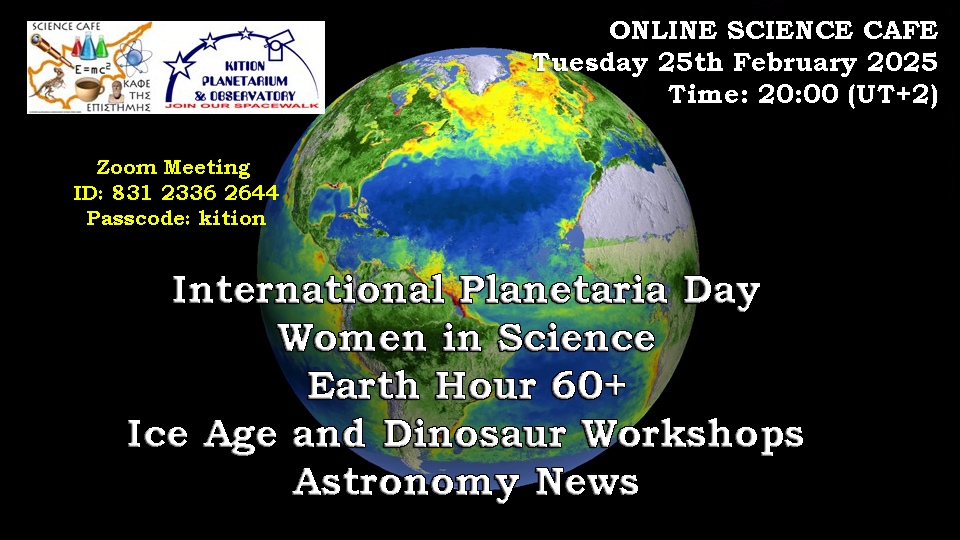 SCIENCE CAFE
E=mc²
ΚΑΦΕ
ΤΗΣ
ΕΠΙΣΤΗΜΗΣ
KITION
PLANETARIUM
& OBSERVATORY
JOIN OUR SPACEWALK
ONLINE SCIENCE CAFE
Tuesday 25th February 2025
Time: 20:00 (UT+2)
Zoom Meeting
ID: 831 2336 2644
Passcode: kition
International Planetaria Day
Women in Science
Earth Hour 60+
Ice Age and Dinosaur Workshops
Astronomy News